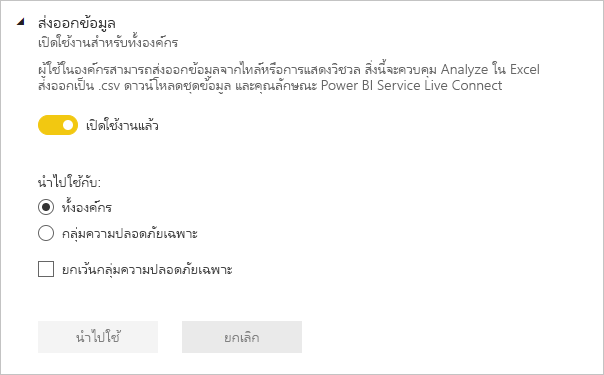 ส่งออกข้อมูล
เปิดใช้งานสำหรับทั้งองค์กร
ผู้ใช้ในองค์กรสามารถส่งออกข้อมูลจากไทล์หรือการแสดงวิชวล สิ่งนี้จะควบคุม Analyze ใน Excel
ส่งออกเป็น .csv ดาวน์โหลดชุดข้อมูล และคุณลักษณะ Power BI Service Live Connect
เปิดใช้งานแล้ว
นำไปใช้กับ:
ทั้งองค์กร
กลุ่มความปลอดภัยเฉพาะ
ยกเว้นกลุ่มความปลอดภัยเฉพาะ
นำไปใช้
ยกเลิก